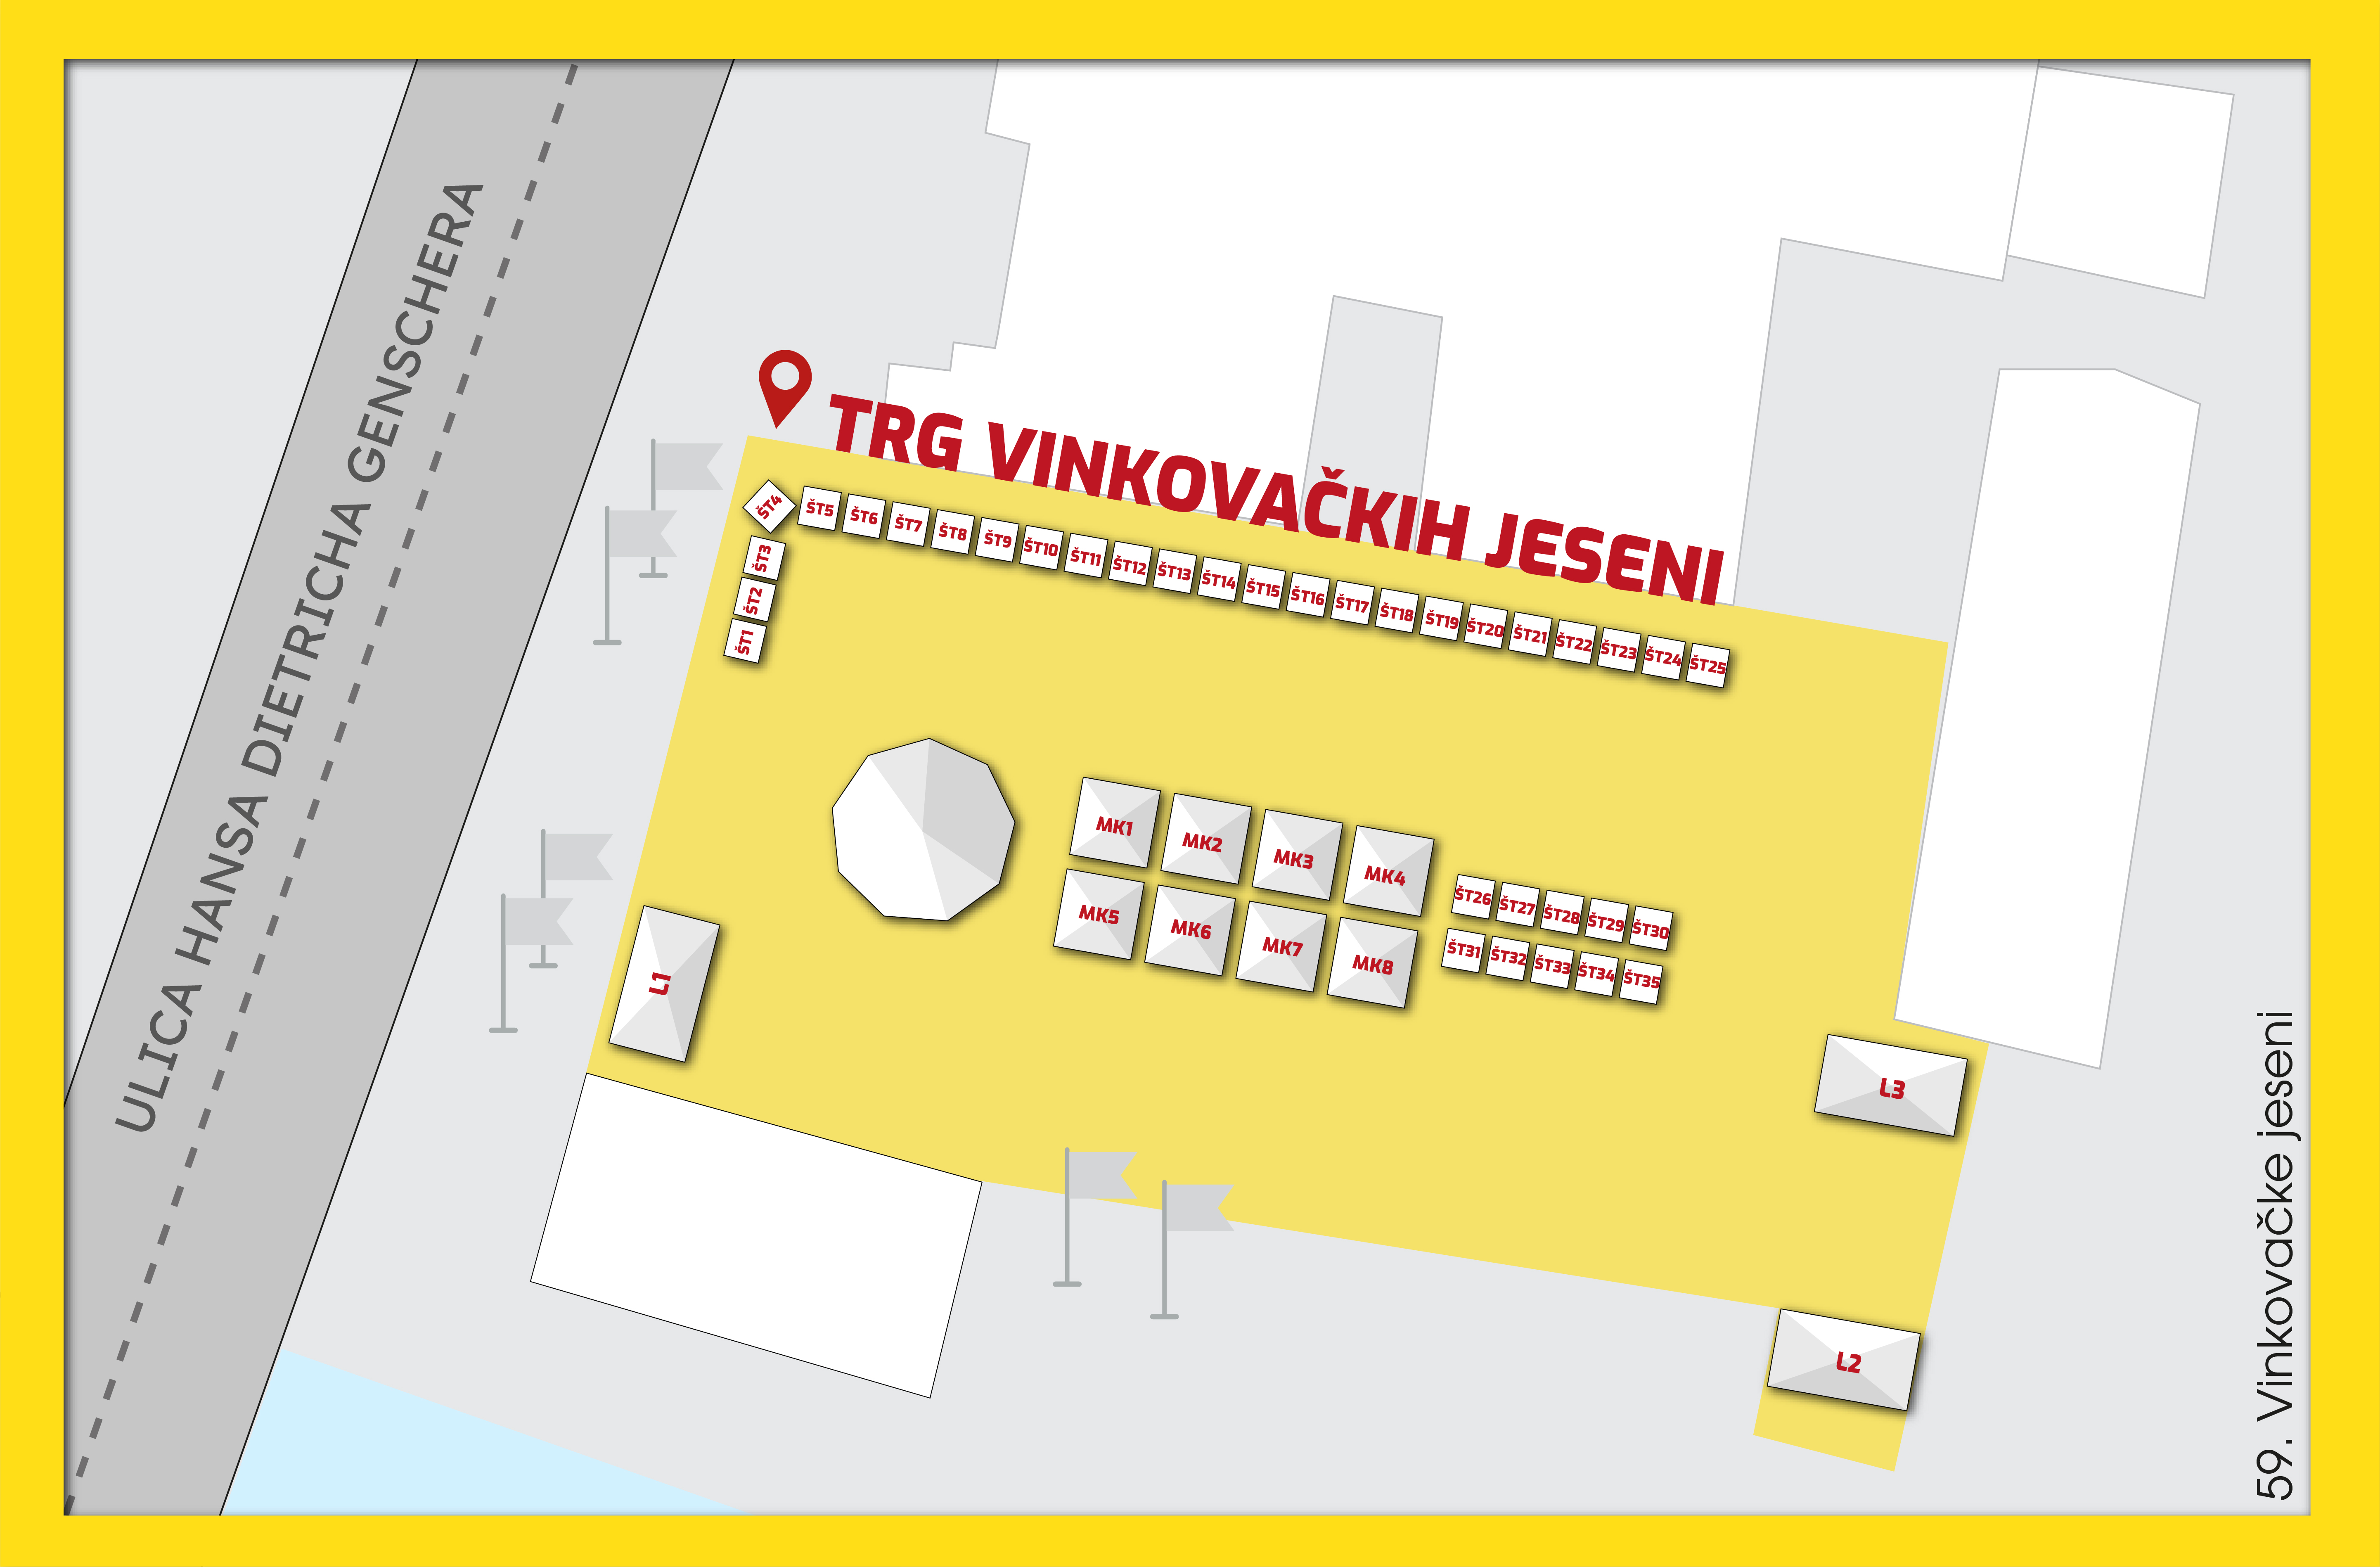 ULICA HANSA DIETRICHA GENSCHERA
TRG VINKOVAČKIH JESENI
ŠT4
ŠT5
ŠT6
ŠT7
ŠT8
ŠT9
ŠT10
ŠT11
ŠT12
ŠT13
ŠT14
ŠT15
ŠT16
ŠT17
ŠT18
ŠT19
ŠT20
ŠT21
ŠT22
ŠT23
ŠT24
ŠT25
ŠT3
ŠT2
ŠT1
MK1
MK2
MK3
MK4
MK5
MK6
MK7
MK8
ŠT26
ŠT27
ŠT28
ŠT29
ŠT30
ŠT31
ŠT32
ŠT33
ŠT34
ŠT35
L1
L3
L2
59. Vinkovačke jeseni